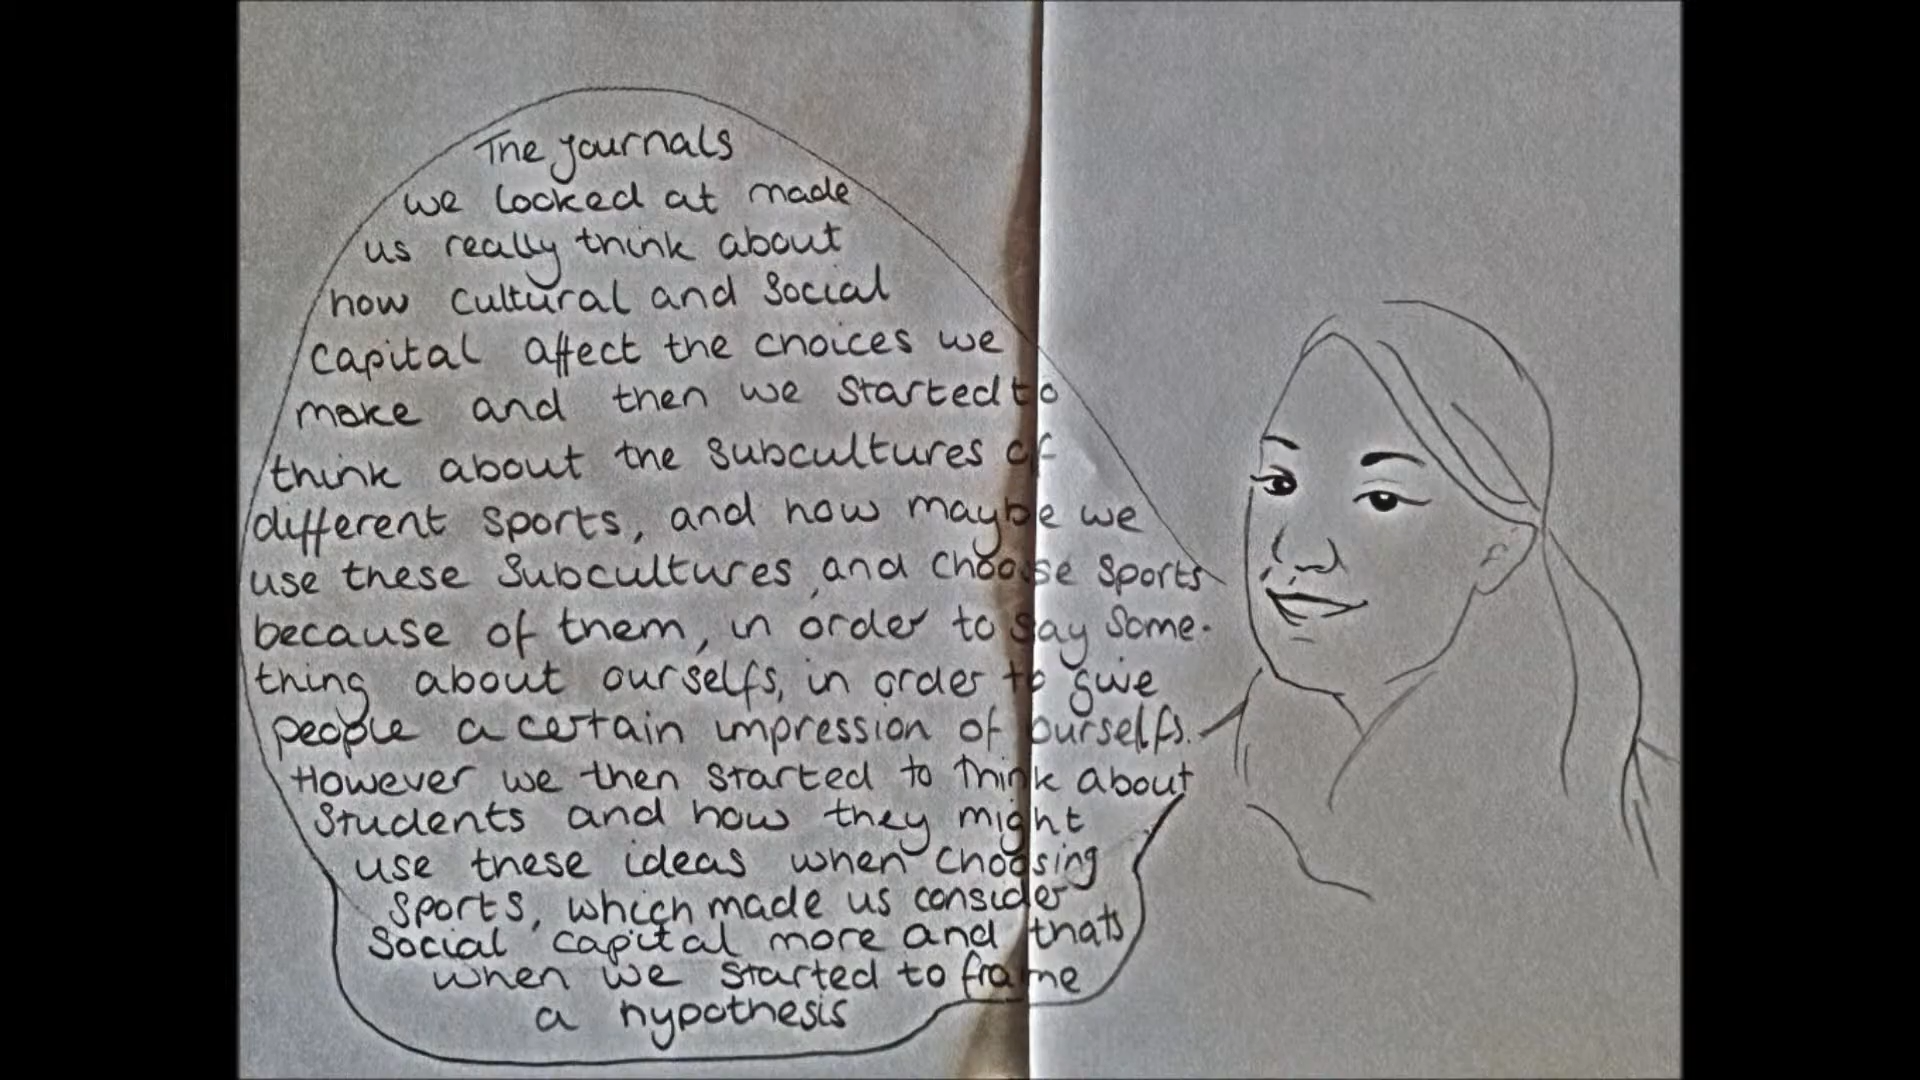 The journals
we looked at made
us really think about
how cultural and Social
Capital affect the choices we
make and then we started to
think about the subcultures of
different sports, and how maybe we
use these subcultures, and choose sports
because of them, in order to say some-
thing about ourselfs, in order to give
people a certain impression of ourselfs.
However we then started to think about
Students and how they might
use these ideas when choosing
sports, which made us consider
Social capital more and thats
when we started to frame
a hypothesis